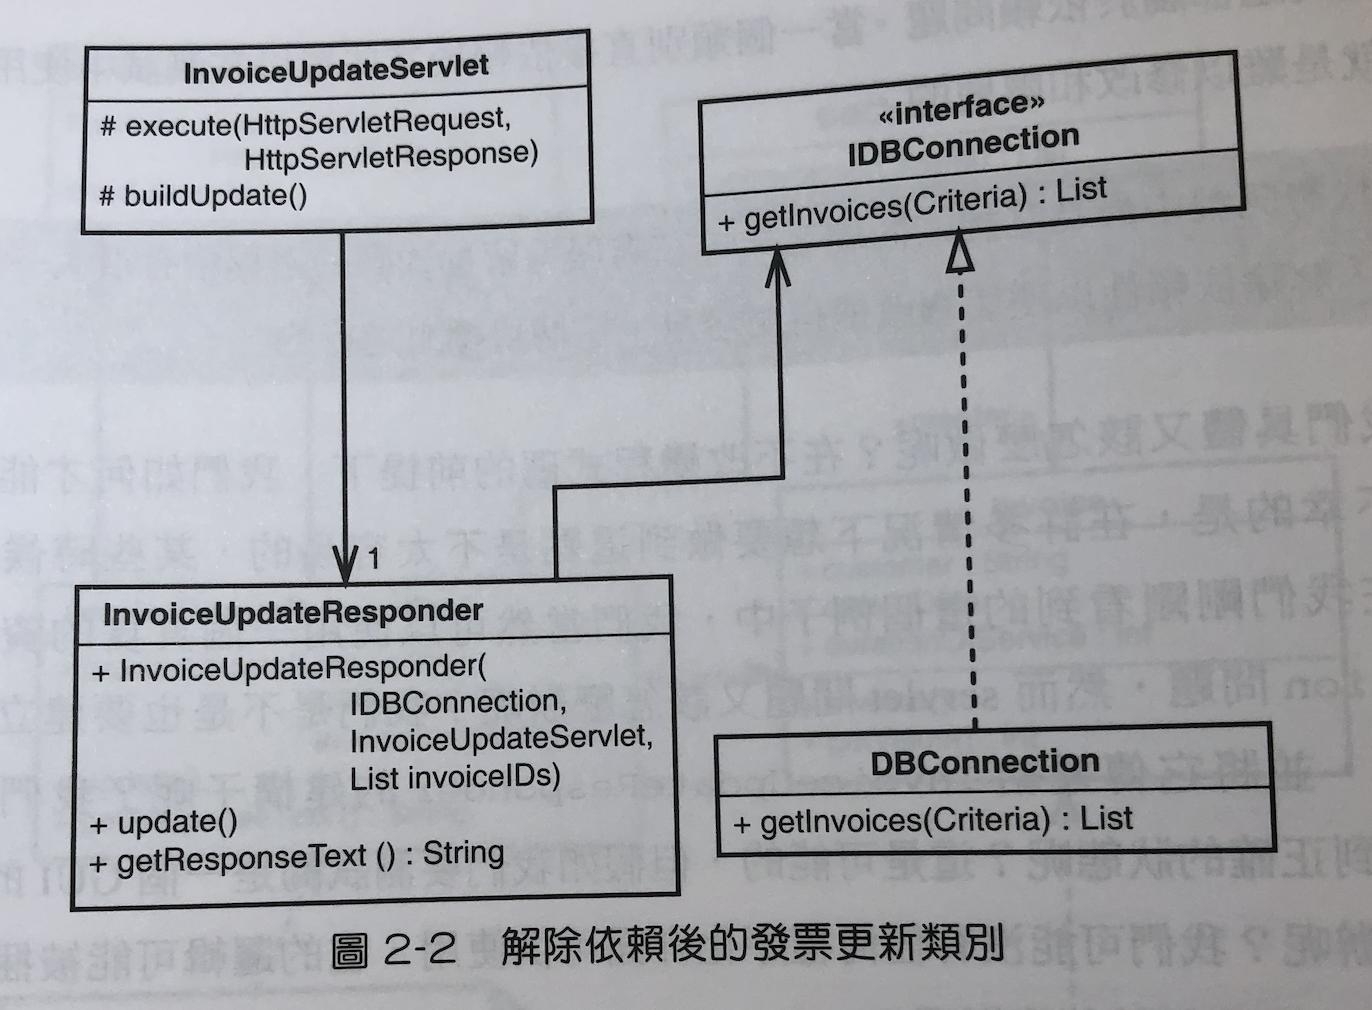 InvoiceUpdateServlet
# execute(HttpServletRequest,
HttpServletResponse)
# buildUpdate()
«interface»
IDBConnection
+ getInvoices(Criteria) : List
1
InvoiceUpdateResponder
+ InvoiceUpdateResponder(
IDBConnection,
InvoiceUpdateServlet,
List invoiceIDs)
+ update()
+ getResponseText () : String
DBConnection
+ getInvoices(Criteria) : List
圖 2-2 解除依賴後的發票更新類別